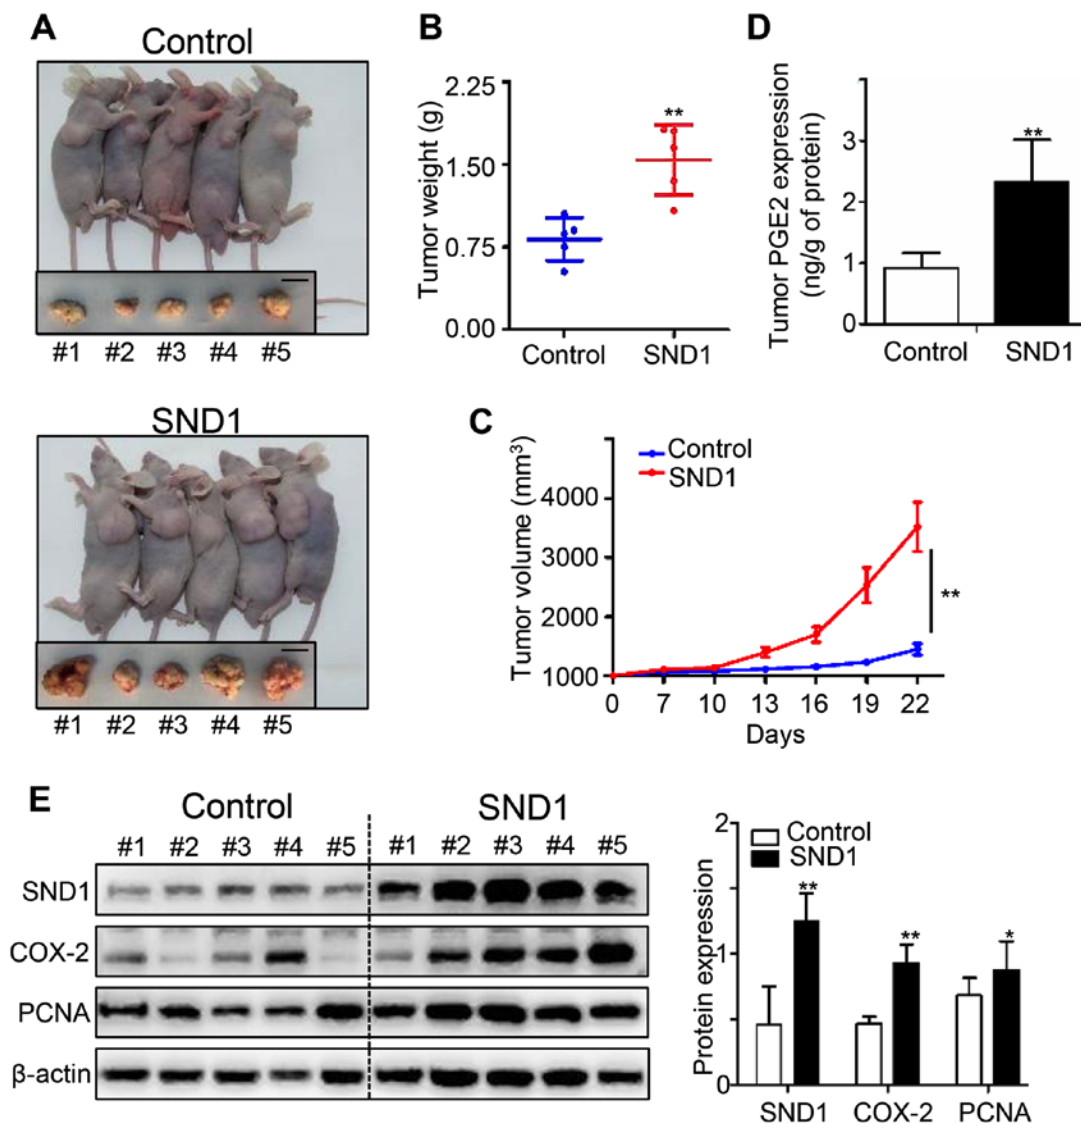 A
Control
#1 #2 #3 #4 #5
SND1
#1 #2 #3 #4 #5
B
Tumor weight (g)
2.25
1.50
0.75
0.00
**
Control SND1
D
Tumor PGE2 expression
(ng/g of protein)
3
2
1
0
**
Control SND1
C
Tumor volume (mm³)
Control
SND1
4000
3000
2000
1000
**
0 7 10 13 16 19 22
Days
E
Control SND1
#1 #2 #3 #4 #5 #1 #2 #3 #4 #5
SND1
COX-2
PCNA
β-actin
Protein expression
2
1
0
Control
SND1
** ** *
SND1 COX-2 PCNA